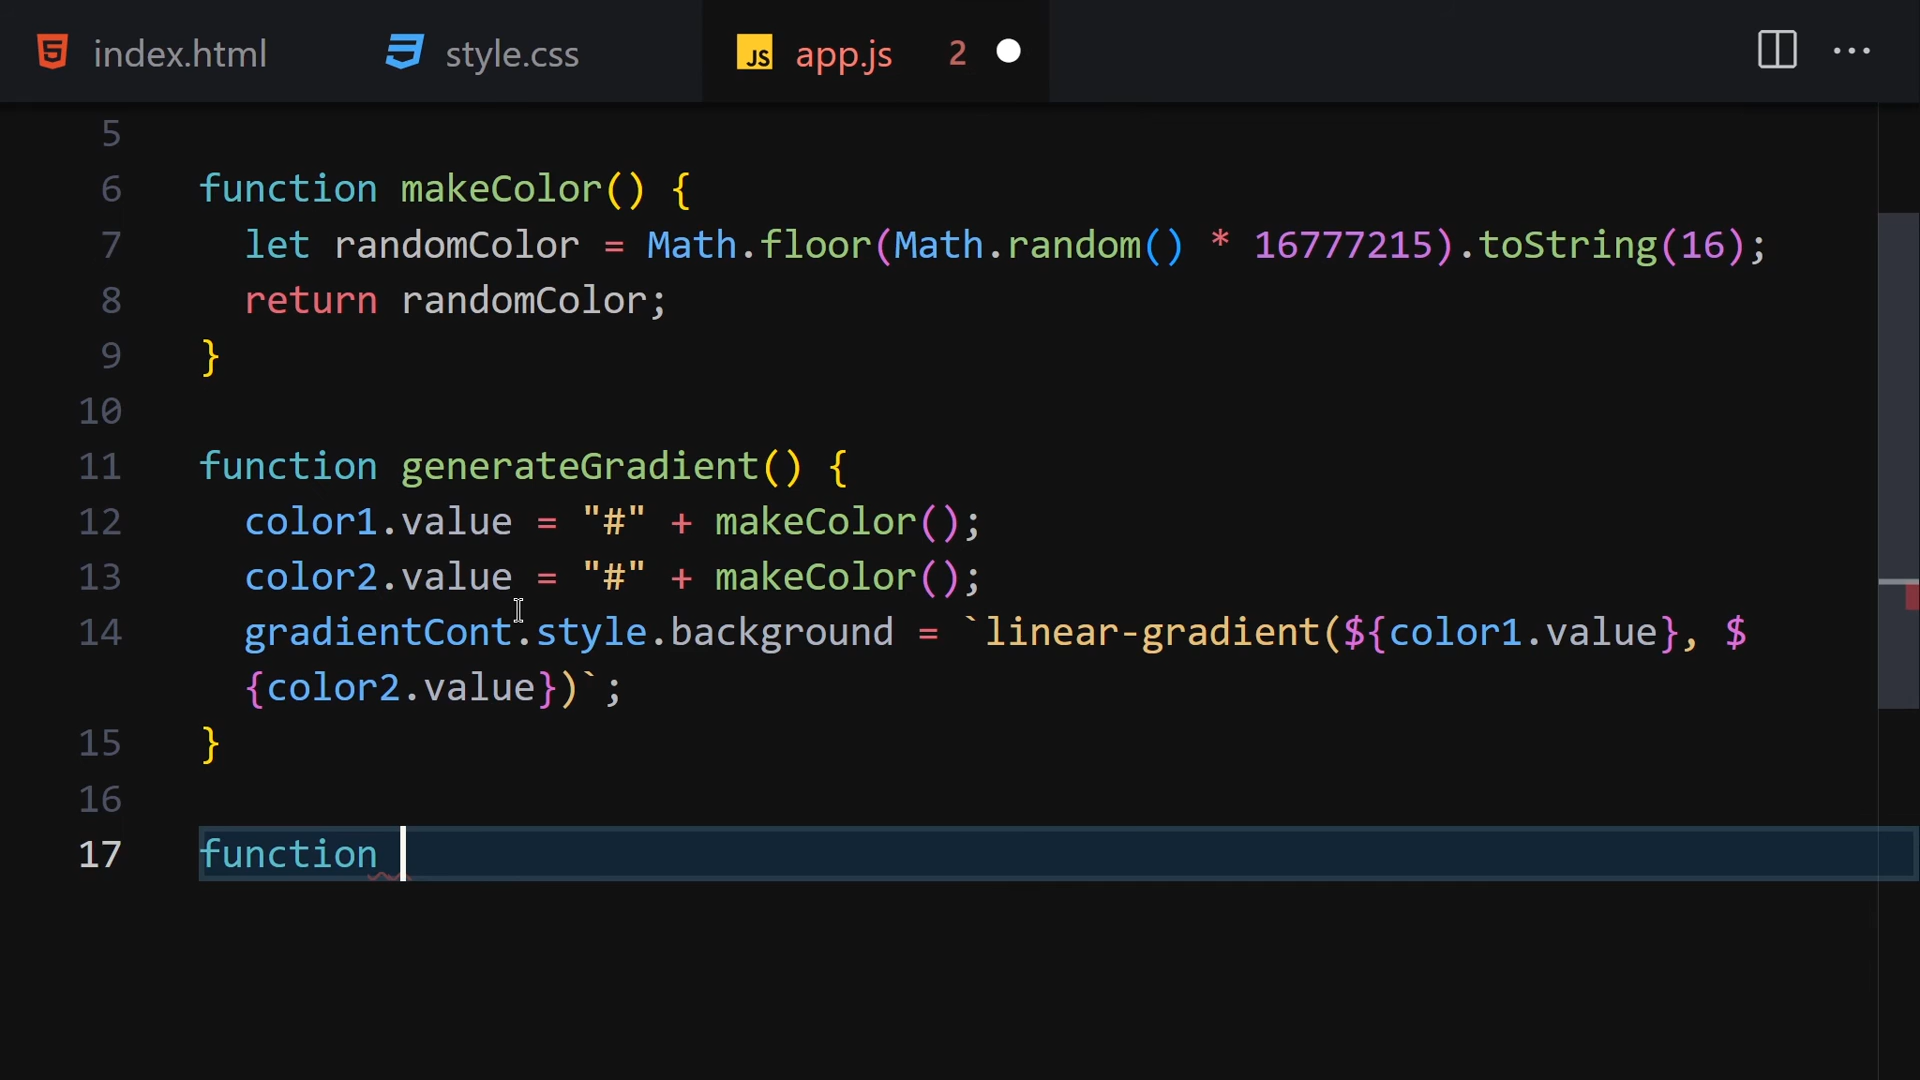 index.html style.css JS app.js 2
5
6 function makeColor() {
7 let randomColor = Math.floor(Math.random() * 16777215).toString(16);
8 return randomColor;
9 }
10
11 function generateGradient() {
12 color1.value = "#" + makeColor();
13 color2.value = "#" + makeColor();
14 gradientCont.style.background = `linear-gradient(${color1.value}, $
{color2.value})`;
15 }
16
17 function